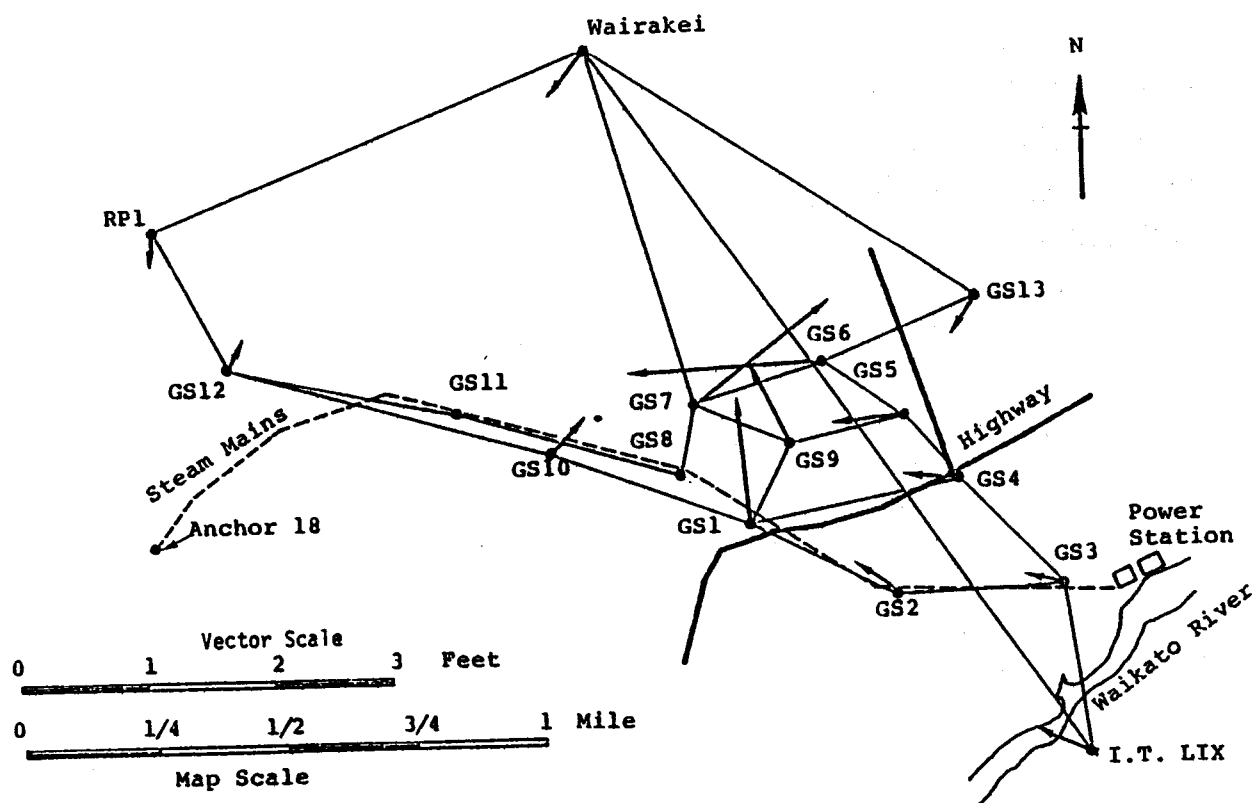 Wairakei
N
RP1
GS13
GS6
GS12
GS11
GS7
GS5
Highway
GS8
GS9
Steam Mains
GS10
GS4
Anchor 18
GS1
Power
Station
GS3
GS2
Waikato River
Vector Scale
0 1 2 3 Feet
0 1/4 1/2 3/4 1 Mile
Map Scale
I.T. LIX